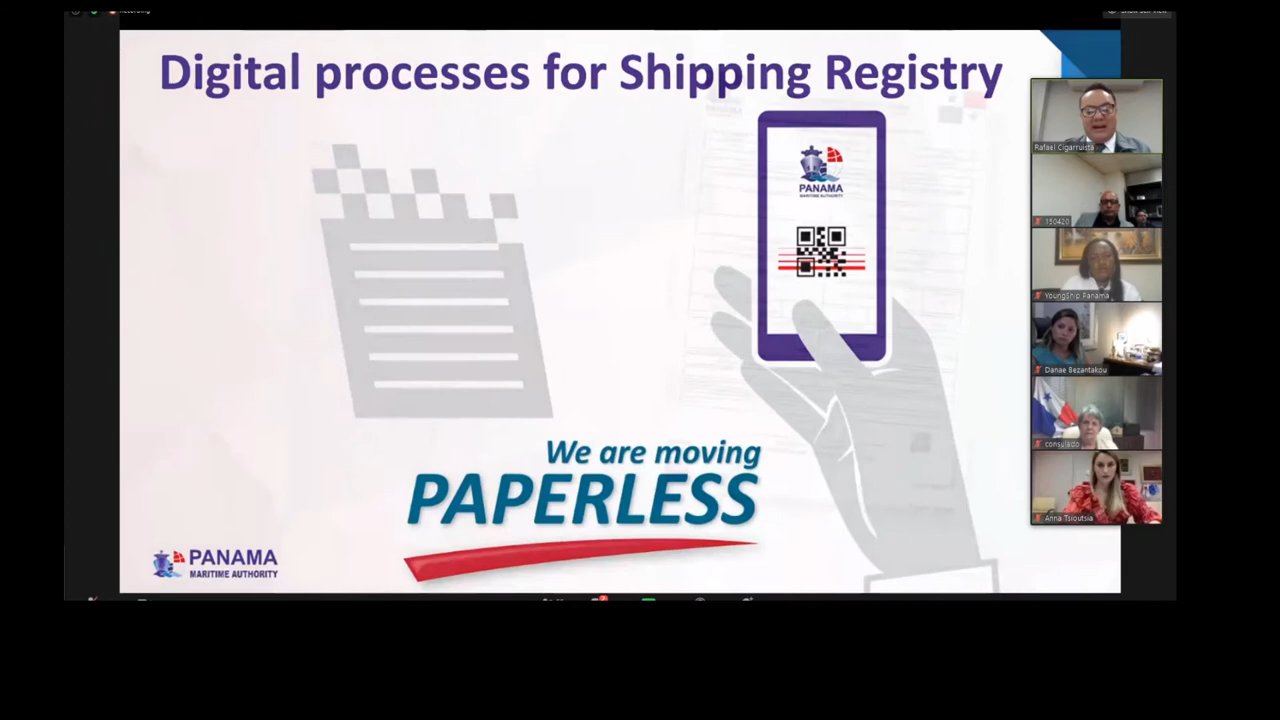 Digital processes for Shipping Registry
PANAMA
MARITIME AUTHORITY
We are moving
PAPERLESS
PANAMA
MARITIME AUTHORITY
Rafael Cigarruista
150420
YoungShip Panama
Danae Bezantakou
consulado
Anna Tsioutsia